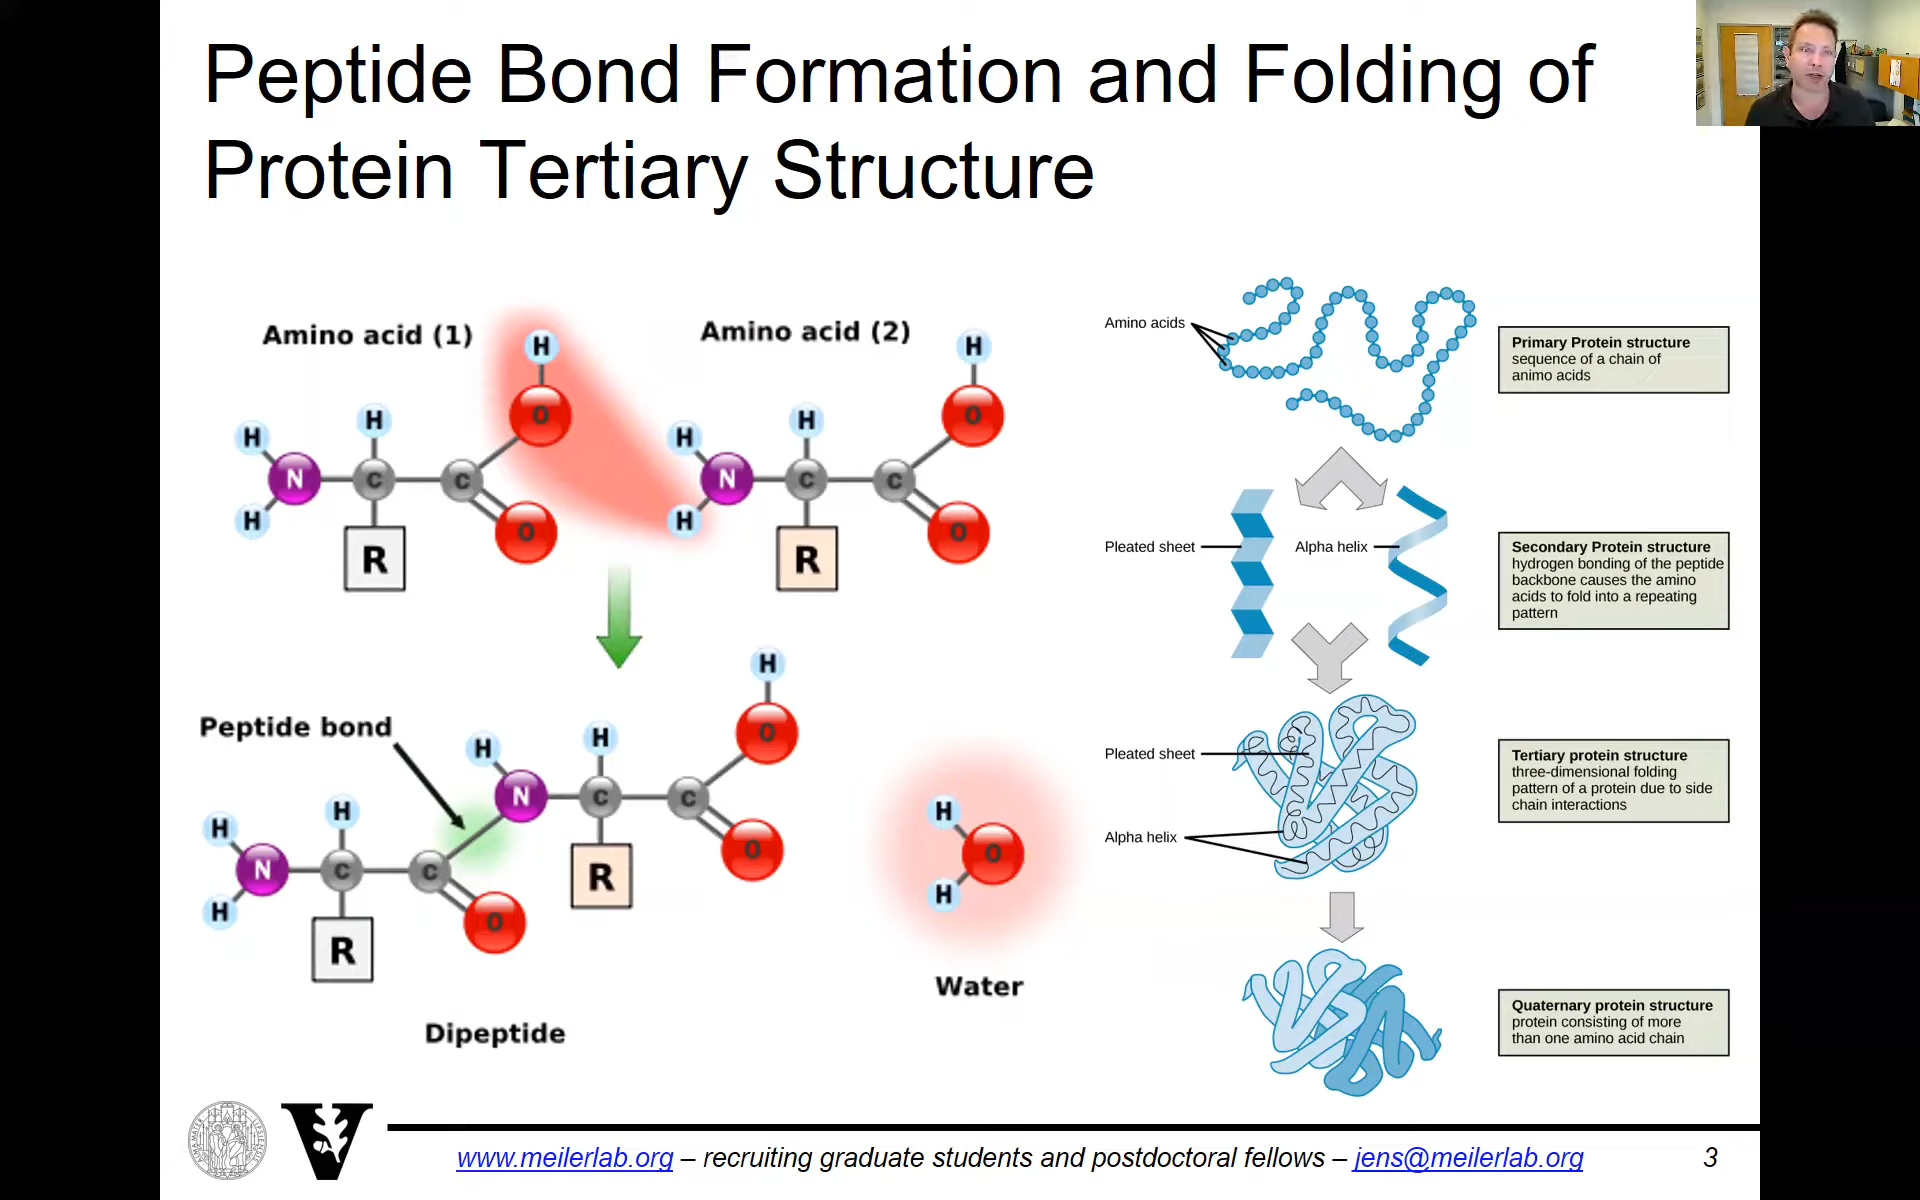 Peptide Bond Formation and Folding of
Protein Tertiary Structure
Amino acid (1)
Amino acid (2)
H
O
H
H
N
C
C
H
O
R
H
O
H
H
N
C
C
H
O
R
Peptide bond
H
O
H
H
N
C
C
O
R
H
H
N
C
C
H
O
R
Dipeptide
H
O
H
Water
Amino acids
Primary Protein structure
sequence of a chain of
animo acids
Pleated sheet
Alpha helix
Secondary Protein structure
hydrogen bonding of the peptide
backbone causes the amino
acids to fold into a repeating
pattern
Pleated sheet
Alpha helix
Tertiary protein structure
three-dimensional folding
pattern of a protein due to side
chain interactions
Quaternary protein structure
protein consisting of more
than one amino acid chain
V
www.meilerlab.org – recruiting graduate students and postdoctoral fellows – jens@meilerlab.org
3